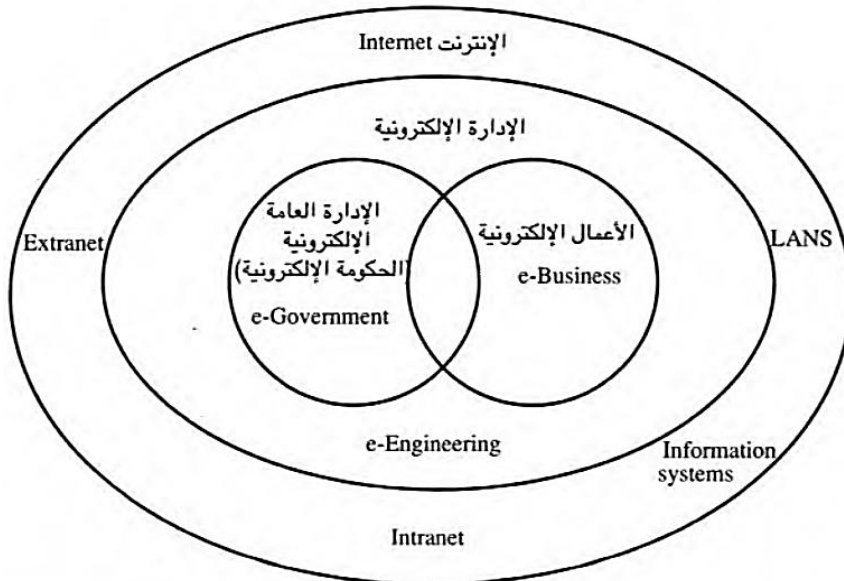 الإنترنت Internet
الإدارة الإلكترونية
الإدارة العامة
الإلكترونية
(الحكومة الإلكترونية)
e-Government
الأعمال الإلكترونية
e-Business
Extranet
LANS
e-Engineering
Information
systems
Intranet